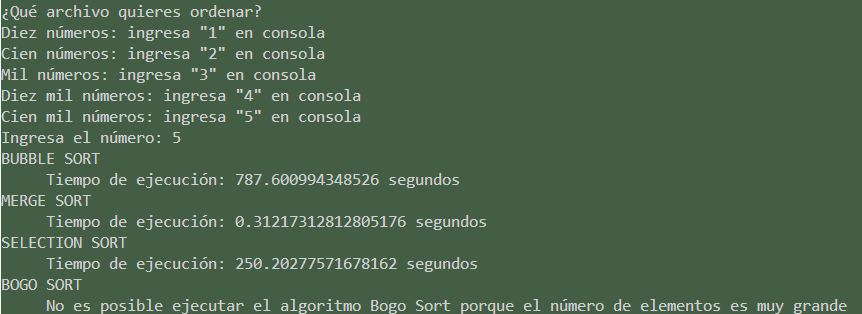 ¿Qué archivo quieres ordenar?
Diez números: ingresa "1" en consola
Cien números: ingresa "2" en consola
Mil números: ingresa "3" en consola
Diez mil números: ingresa "4" en consola
Cien mil números: ingresa "5" en consola
Ingresa el número: 5
BUBBLE SORT
Tiempo de ejecución: 787.600994348526 segundos
MERGE SORT
Tiempo de ejecución: 0.31217312812805176 segundos
SELECTION SORT
Tiempo de ejecución: 250.20277571678162 segundos
BOGO SORT
No es posible ejecutar el algoritmo Bogo Sort porque el número de elementos es muy grande